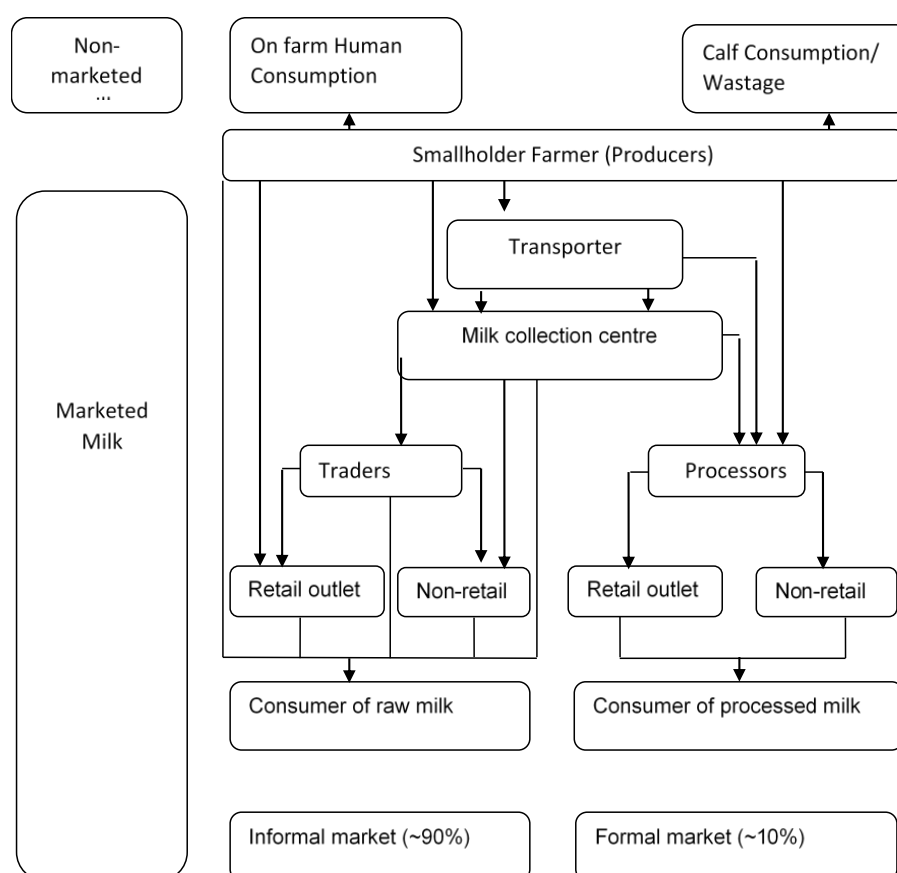 Non-
marketed
...
On farm Human
Consumption
Calf Consumption/
Wastage
Smallholder Farmer (Producers)
Transporter
Milk collection centre
Marketed
Milk
Traders
Processors
Retail outlet
Non-retail
Retail outlet
Non-retail
Consumer of raw milk
Consumer of processed milk
Informal market (~90%)
Formal market (~10%)